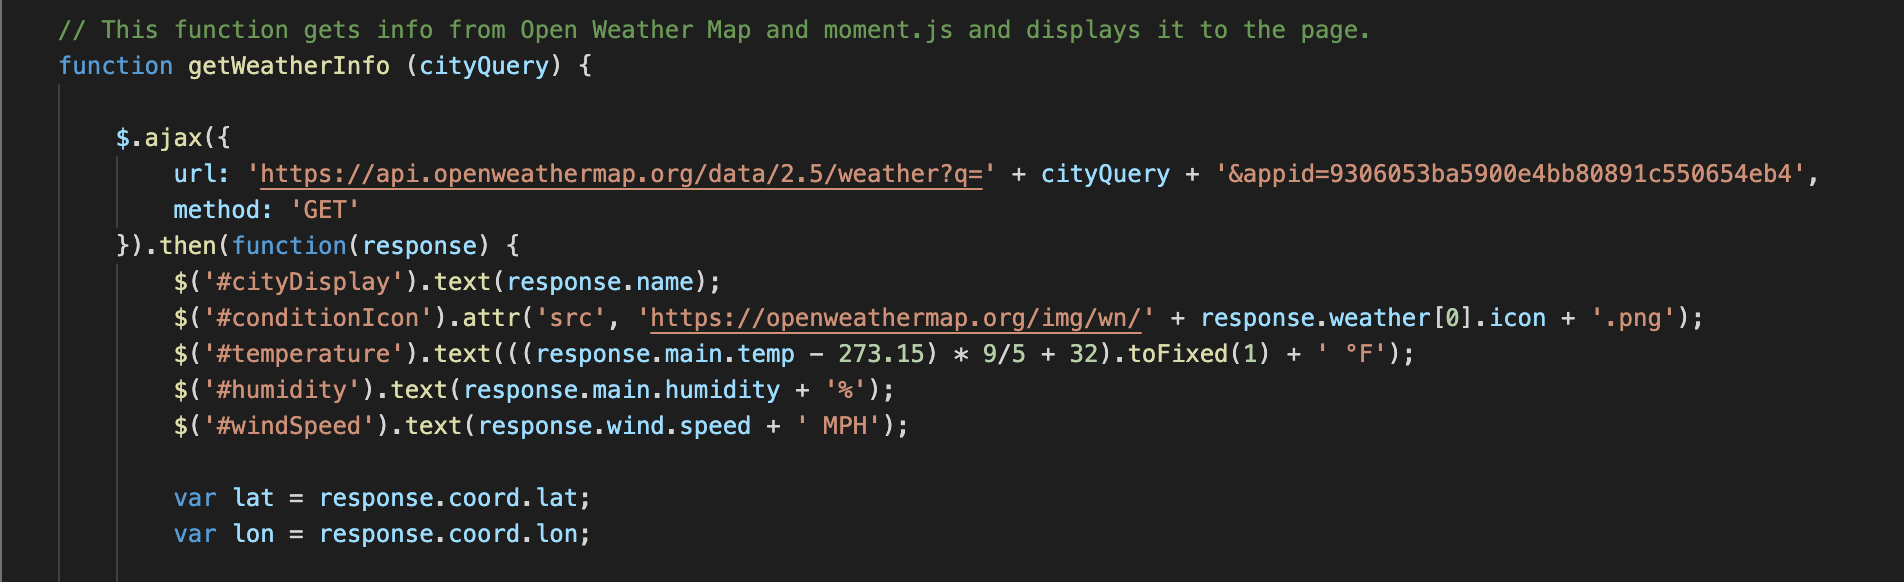 // This function gets info from Open Weather Map and moment.js and displays it to the page.
function getWeatherInfo (cityQuery) {
$.ajax({
url: 'https://api.openweathermap.org/data/2.5/weather?q=' + cityQuery + '&appid=9306053ba5900e4bb80891c550654eb4',
method: 'GET'
}).then(function(response) {
$('#cityDisplay').text(response.name);
$('#conditionIcon').attr('src', 'https://openweathermap.org/img/wn/' + response.weather[0].icon + '.png');
$('#temperature').text(((response.main.temp - 273.15) * 9/5 + 32).toFixed(1) + ' °F');
$('#humidity').text(response.main.humidity + '%');
$('#windSpeed').text(response.wind.speed + ' MPH');
var lat = response.coord.lat;
var lon = response.coord.lon;